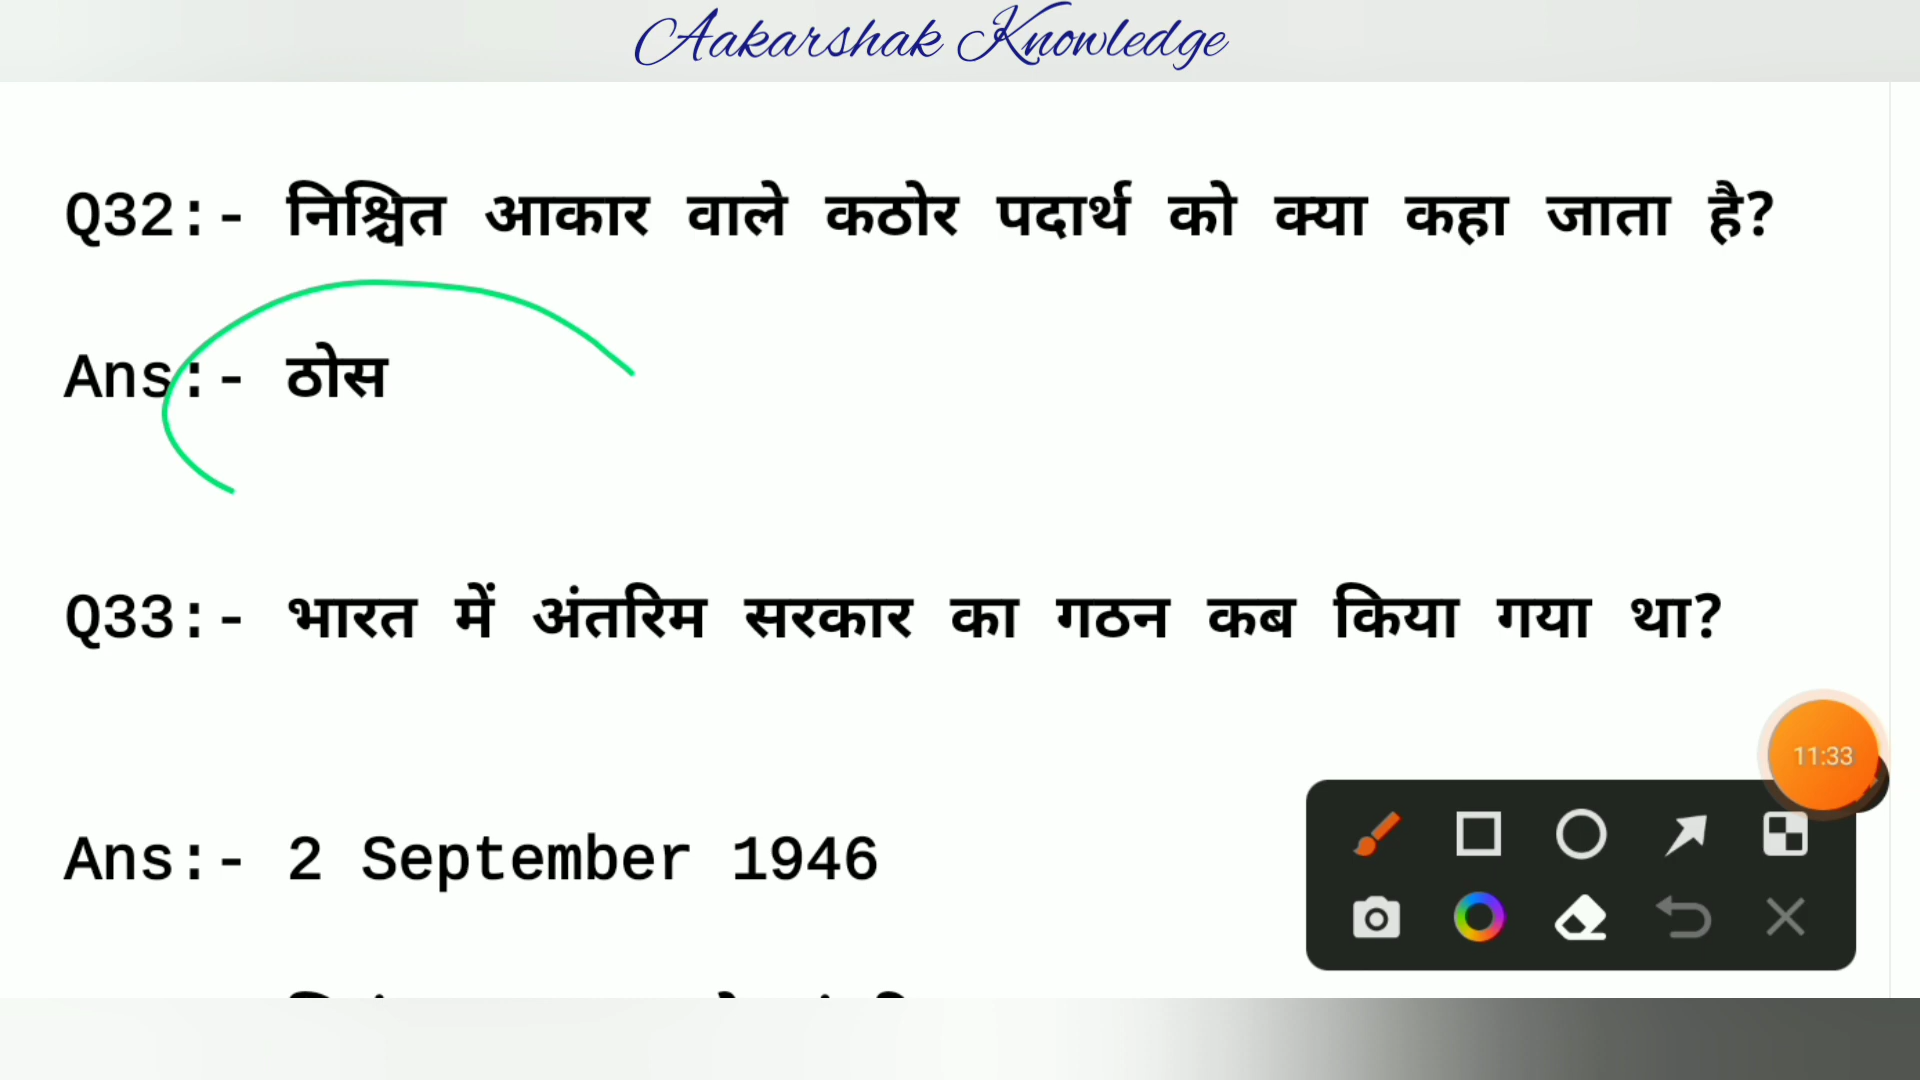 Aakarshak Knowledge
Q32:- निश्चित आकार वाले कठोर पदार्थ को क्या कहा जाता है?
Ans:- ठोस
Q33:- भारत में अंतरिम सरकार का गठन कब किया गया था?
11:33
Ans:- 2 September 1946